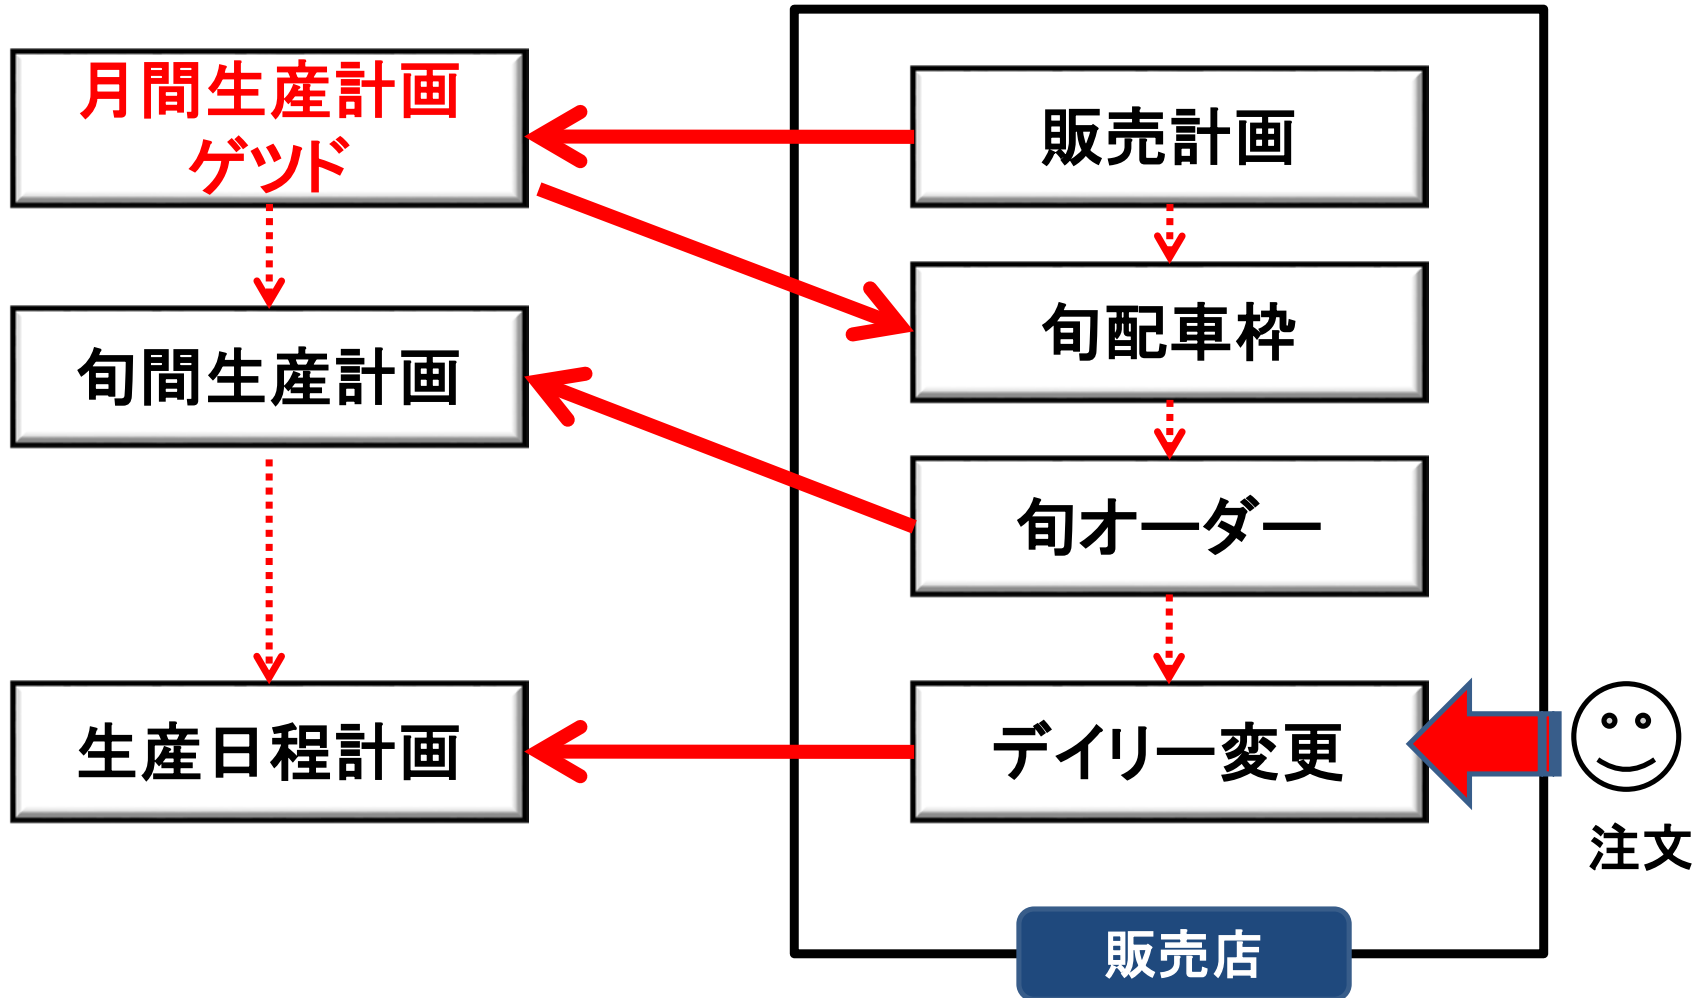 月間生産計画
ゲツド
販売計画
旬配車枠
旬間生産計画
旬オーダー
生産日程計画
デイリー変更
注文
販売店